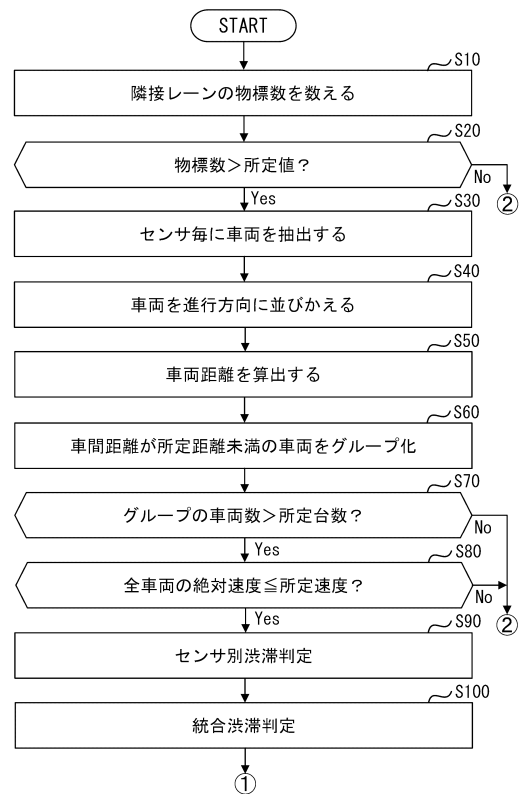 START
S10
隣接レーンの物標数を数える
S20
物標数＞所定値？
No
②
Yes
S30
センサ毎に車両を抽出する
S40
車両を進行方向に並びかえる
S50
車両距離を算出する
S60
車間距離が所定距離未満の車両をグループ化
S70
グループの車両数＞所定台数？
No
Yes
S80
全車両の絶対速度≦所定速度？
No
②
Yes
S90
センサ別渋滞判定
S100
統合渋滞判定
①